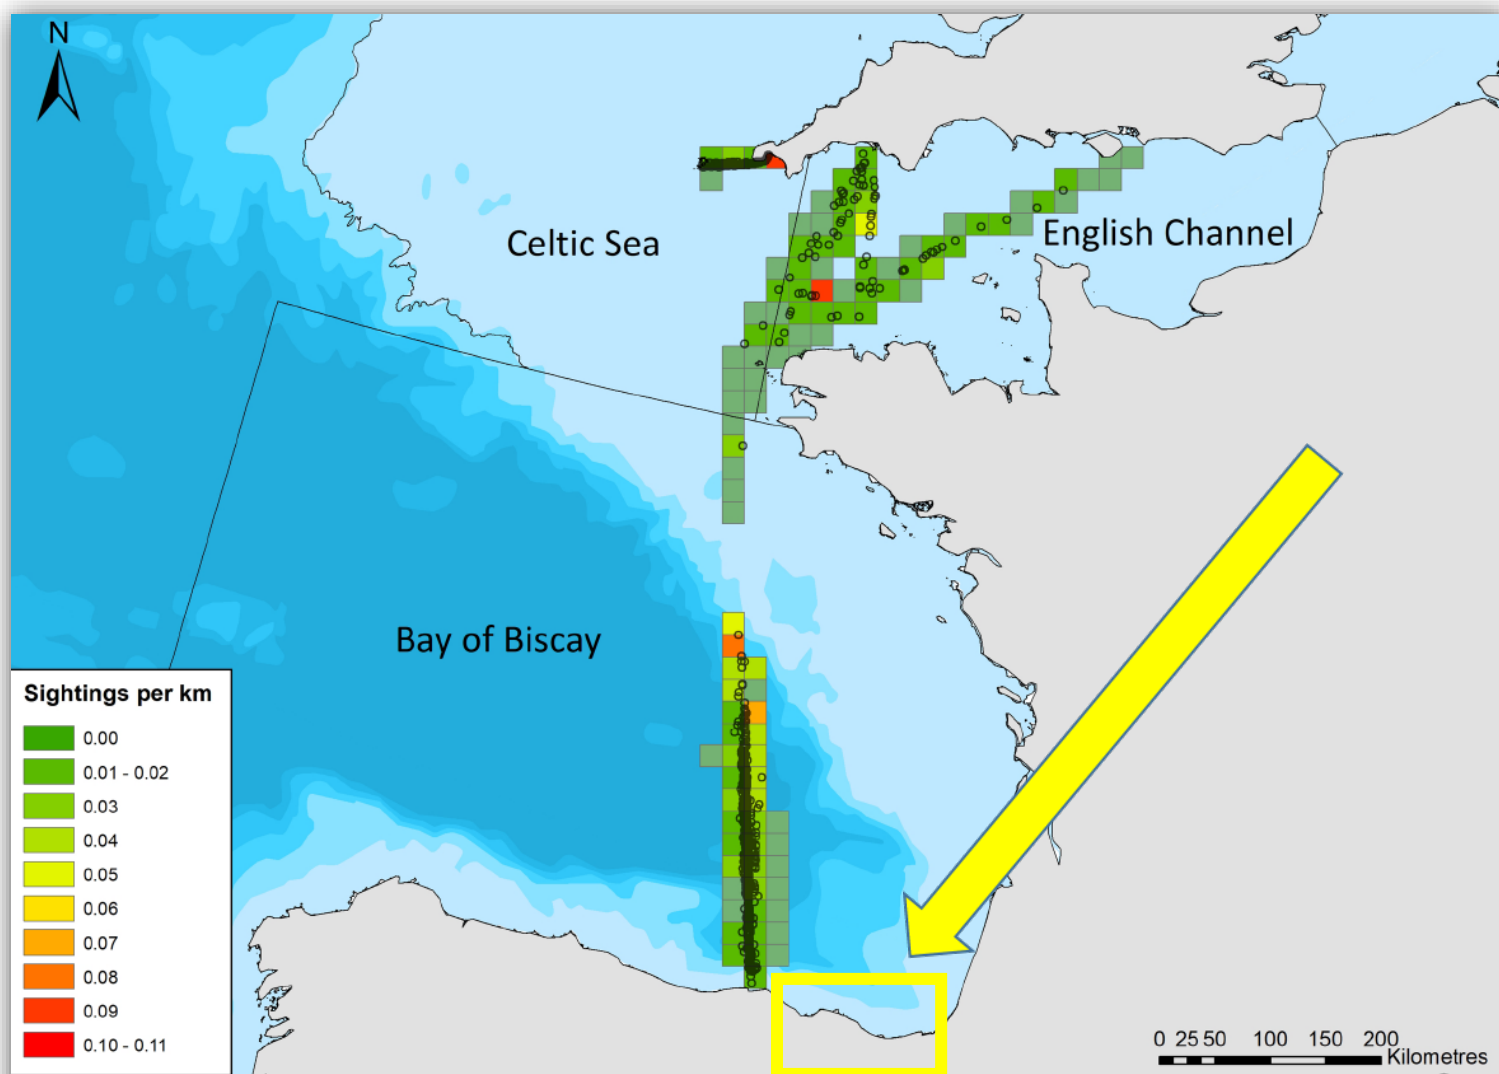 N
Celtic Sea
English Channel
Bay of Biscay
Sightings per km
0.00
0.01 - 0.02
0.03
0.04
0.05
0.06
0.07
0.08
0.09
0.10 - 0.11
0 25 50 100 150 200
Kilometres